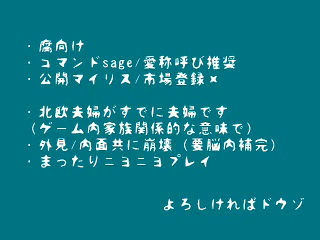 ・腐向け
・コマンドsage/愛称呼び推奨
・公開マイリス/市場登録×
・北欧夫婦がすでに夫婦です
(ゲーム内家族関係的な意味で)
・外見/内面共に崩壊(要脳内補完)
・まったりニヨニヨプレイ
よろしければドウゾ